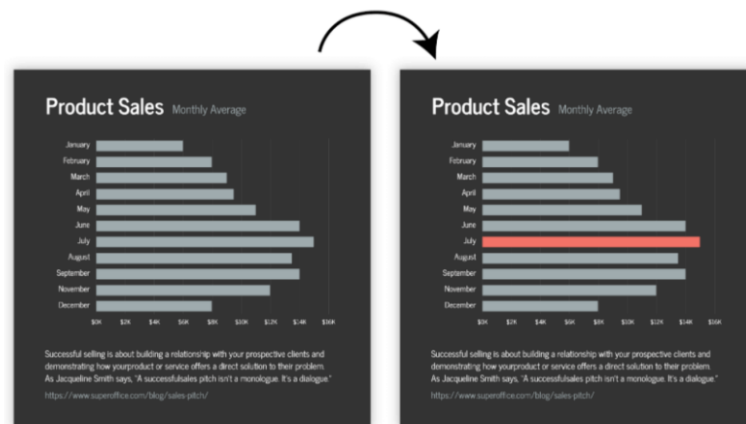 Product Sales Monthly Average
January
February
March
April
May
June
July
August
September
November
December
$0K $2K $4K $6K $8K $10K $12K $14K $16K
Successful selling is about building a relationship with your prospective clients and
demonstrating how yourproduct or service offers a direct solution to their problem.
As Jacqueline Smith says, "A successfulsales pitch isn't a monologue. It's a dialogue."
https://www.superoffice.com/blog/sales-pitch/
Product Sales Monthly Average
January
February
March
April
May
June
July
August
September
November
December
$0K $2K $4K $6K $8K $10K $12K $14K $16K
Successful selling is about building a relationship with your prospective clients and
demonstrating how yourproduct or service offers a direct solution to their problem.
As Jacqueline Smith says, "A successfulsales pitch isn't a monologue. It's a dialogue."
https://www.superoffice.com/blog/sales-pitch/